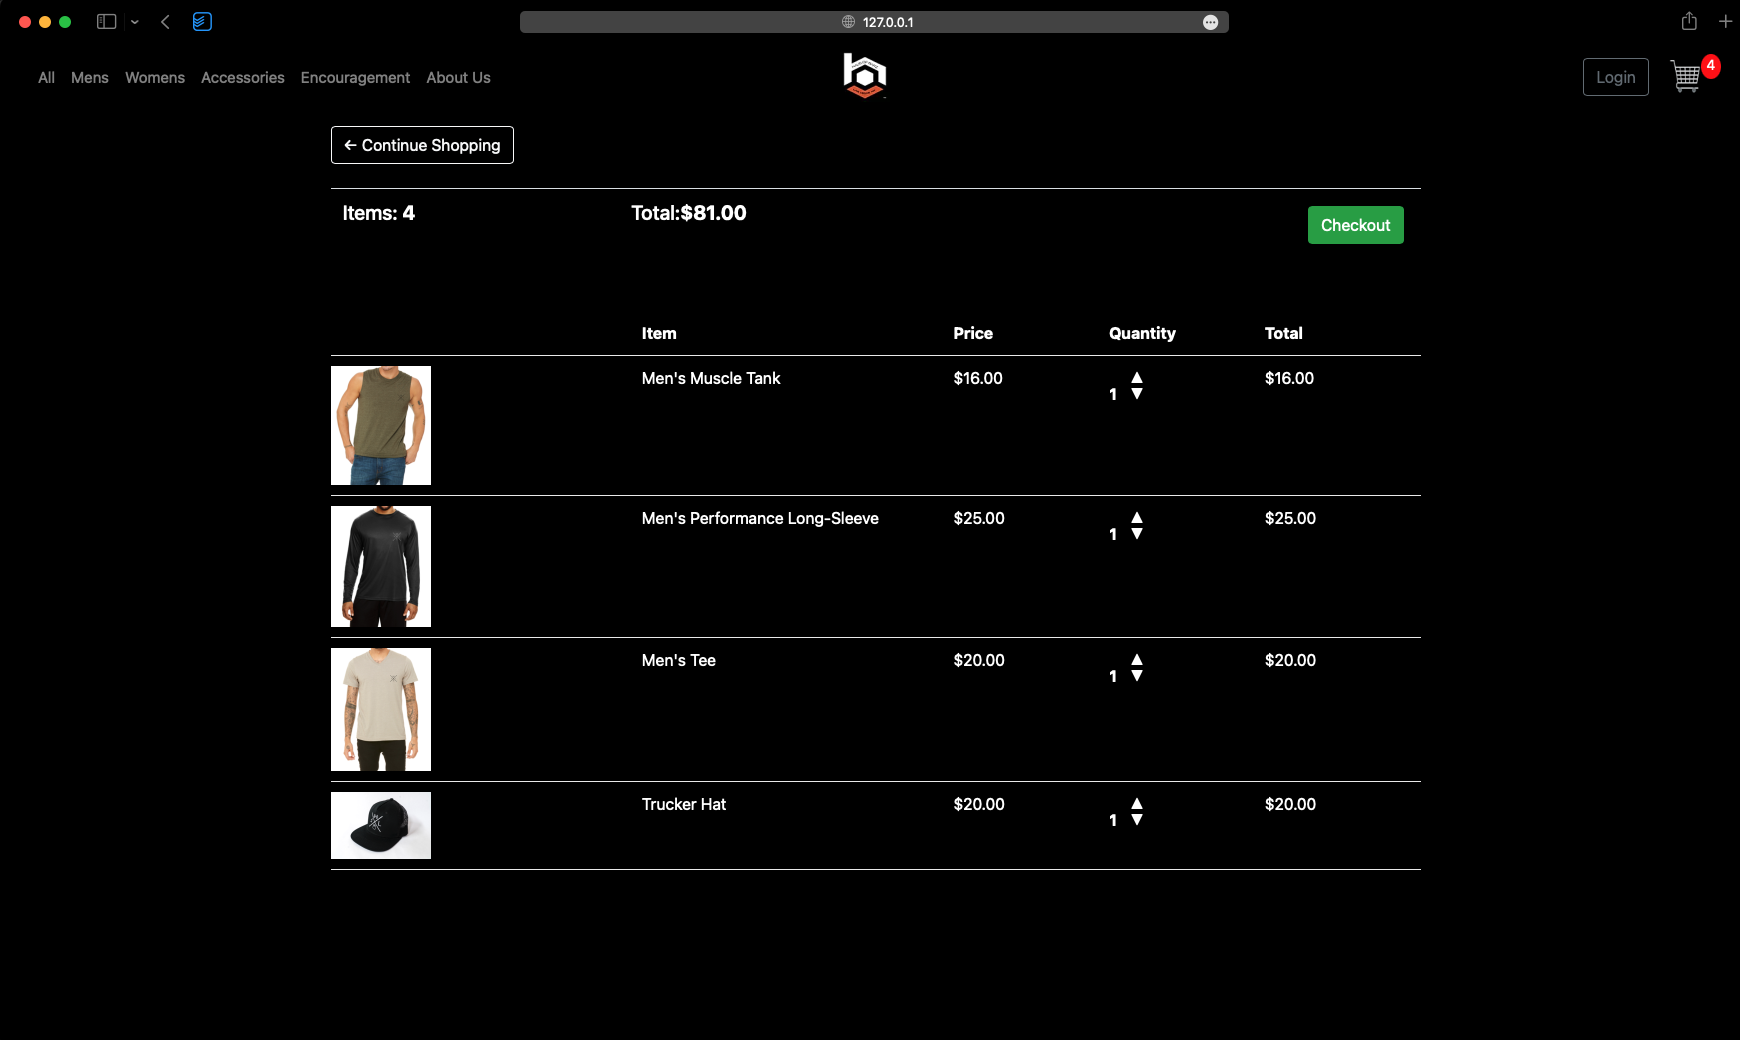 127.0.0.1
All Mens Womens Accessories Encouragement About Us
Login
4
← Continue Shopping
Items: 4 Total:$81.00
Checkout
Item Price Quantity Total
Men's Muscle Tank $16.00 1 $16.00
Men's Performance Long-Sleeve $25.00 1 $25.00
Men's Tee $20.00 1 $20.00
Trucker Hat $20.00 1 $20.00